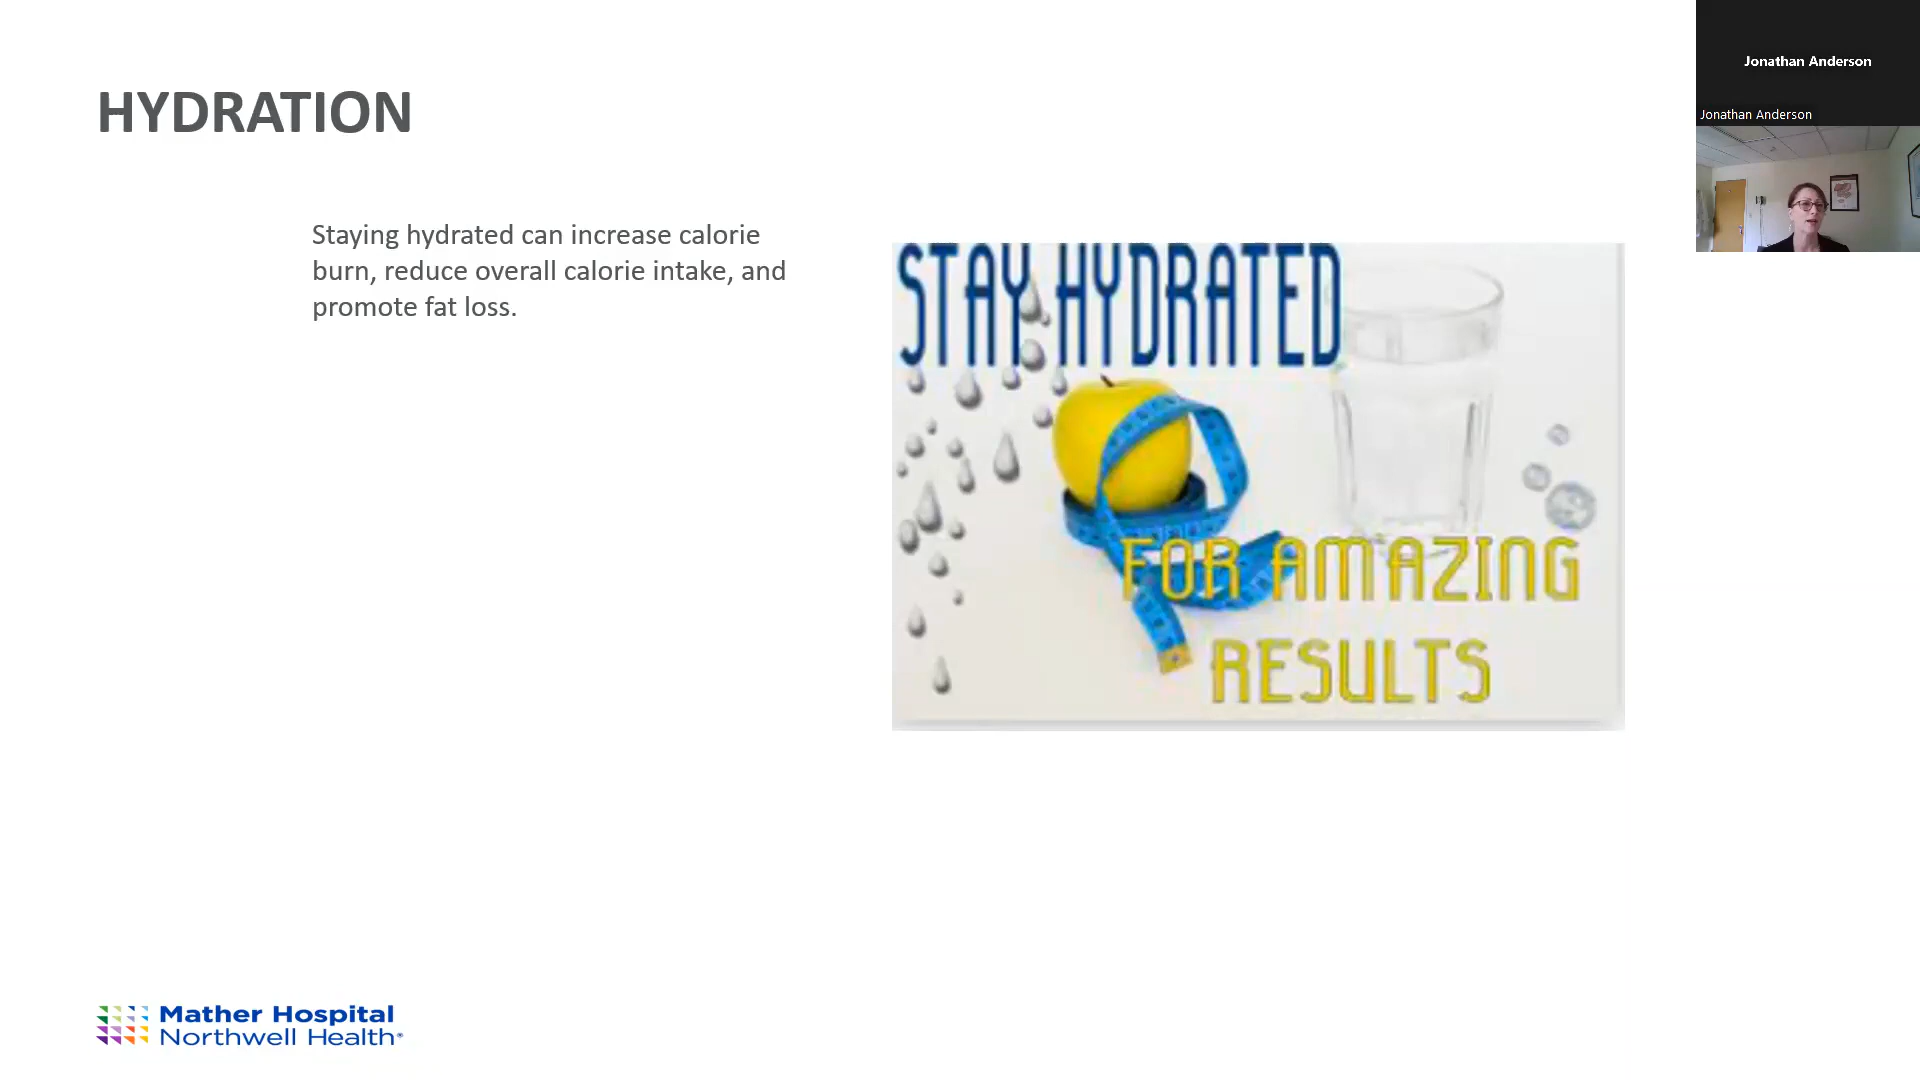 HYDRATION
Staying hydrated can increase calorie
burn, reduce overall calorie intake, and
promote fat loss.
STAY HYDRATED
FOR AMAZING
RESULTS
Mather Hospital
Northwell Health®
Jonathan Anderson
Jonathan Anderson